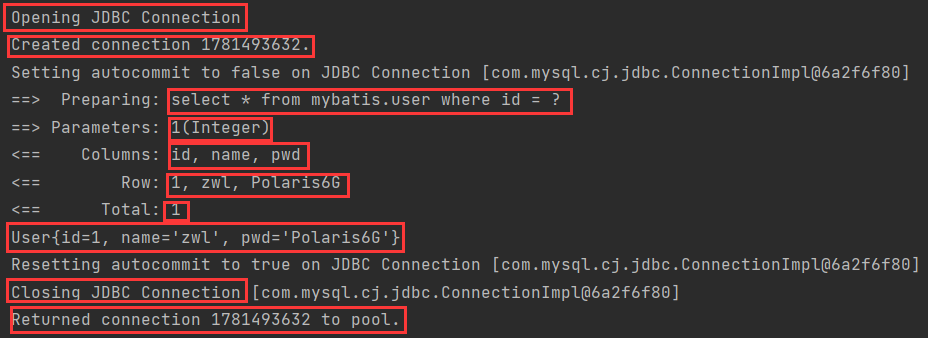 Opening JDBC Connection
Created connection 1781493632.
Setting autocommit to false on JDBC Connection [com.mysql.cj.jdbc.ConnectionImpl@6a2f6f80]
==>  Preparing: select * from mybatis.user where id = ?
==> Parameters: 1(Integer)
<==    Columns: id, name, pwd
<==        Row: 1, zwl, Polaris6G
<==      Total: 1
User{id=1, name='zwl', pwd='Polaris6G'}
Resetting autocommit to true on JDBC Connection [com.mysql.cj.jdbc.ConnectionImpl@6a2f6f80]
Closing JDBC Connection [com.mysql.cj.jdbc.ConnectionImpl@6a2f6f80]
Returned connection 1781493632 to pool.